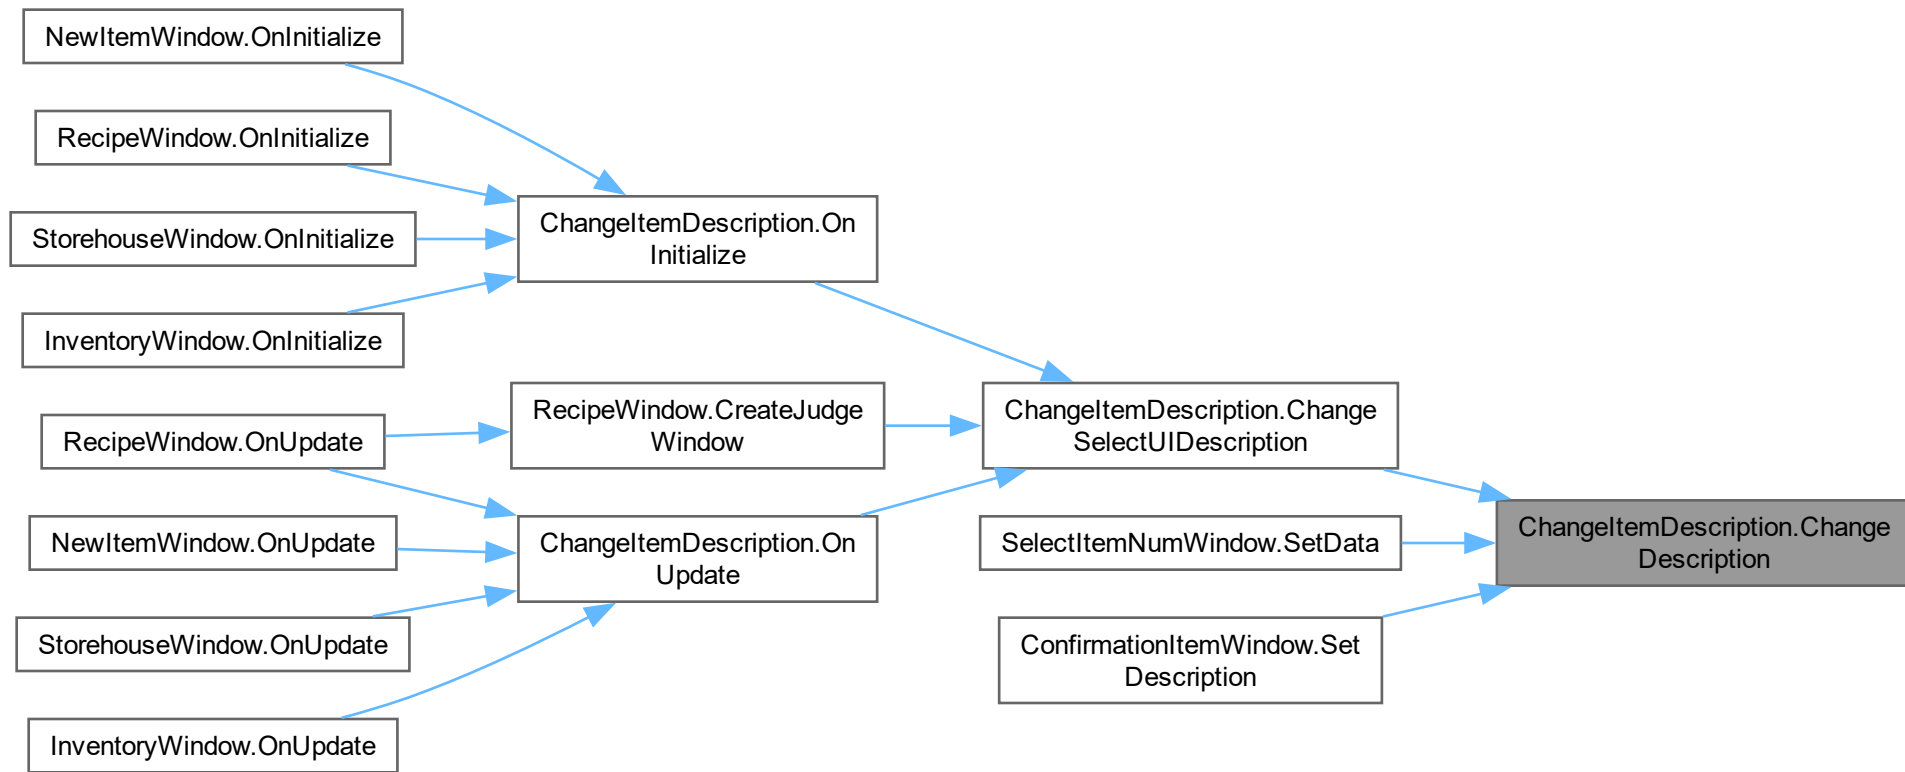 NewItemWindow.OnInitialize
RecipeWindow.OnInitialize
StorehouseWindow.OnInitialize
InventoryWindow.OnInitialize
RecipeWindow.OnUpdate
NewItemWindow.OnUpdate
StorehouseWindow.OnUpdate
InventoryWindow.OnUpdate
ChangeItemDescription.On
Initialize
RecipeWindow.CreateJudge
Window
ChangeItemDescription.On
Update
ChangeItemDescription.Change
SelectUIDescription
SelectItemNumWindow.SetData
ConfirmationItemWindow.Set
Description
ChangeItemDescription.Change
Description